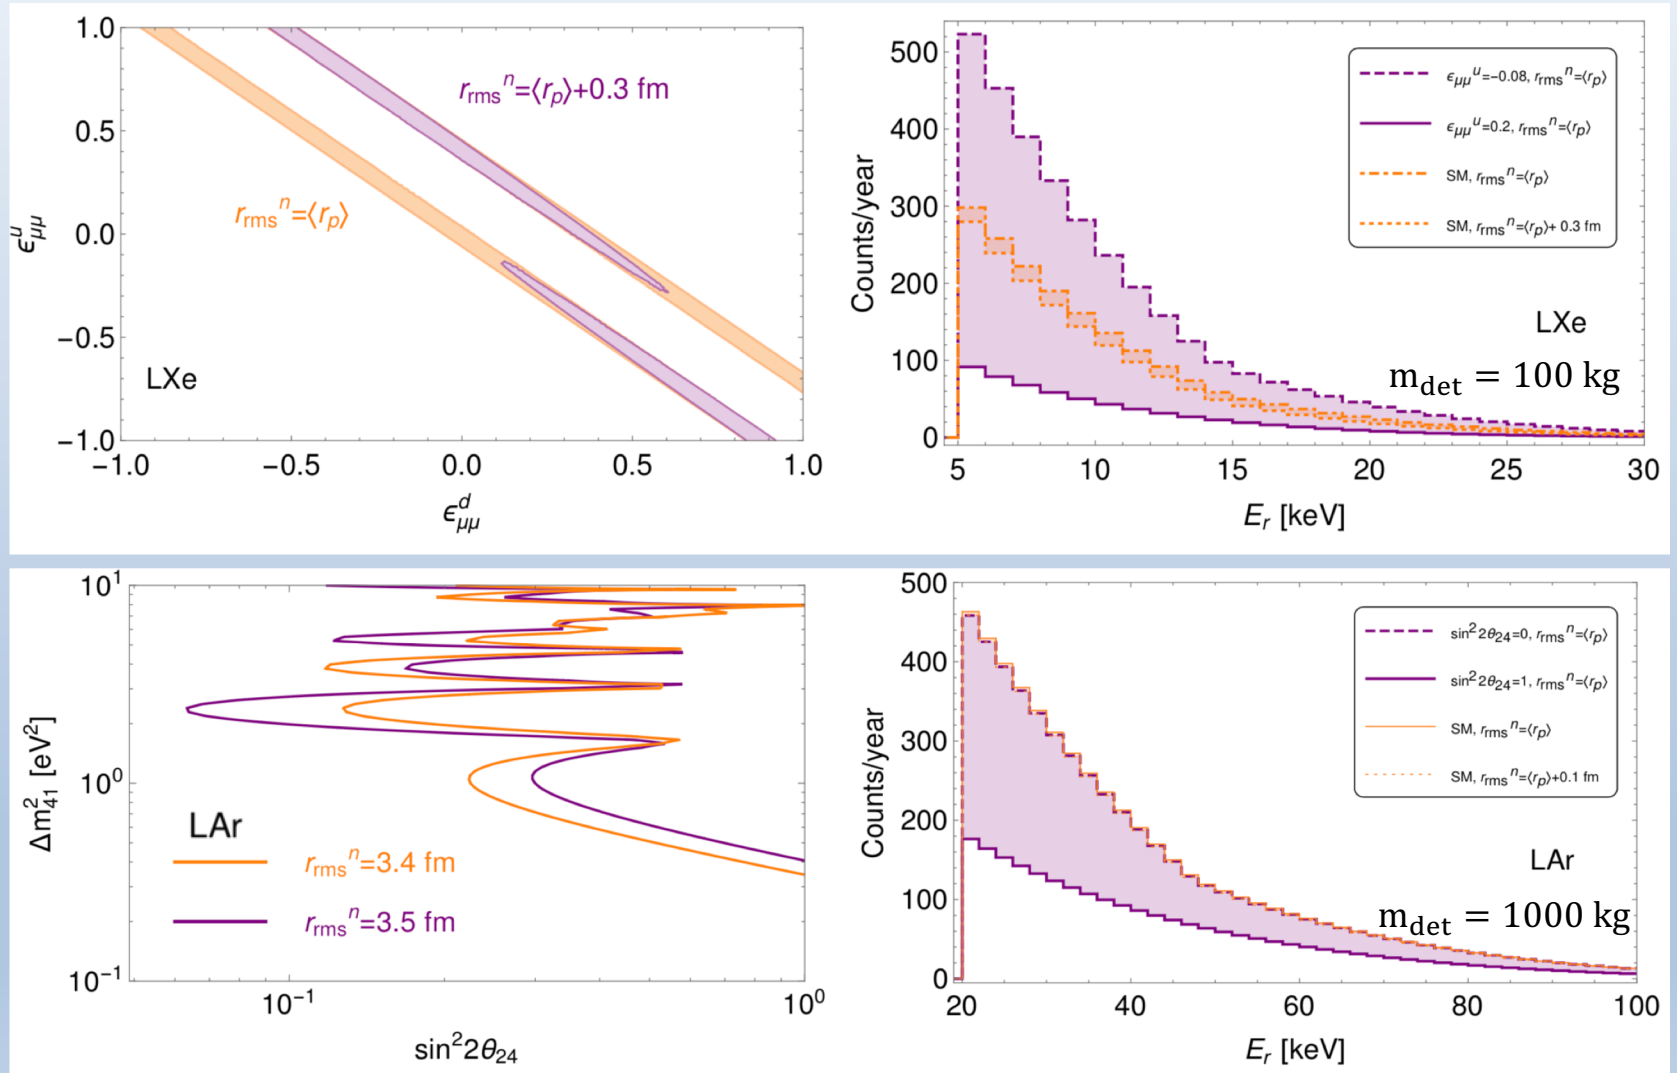 1.0
0.5
0.0
−0.5
−1.0
ϵ^u_μμ
r_rms^n=⟨r_p⟩+0.3 fm
r_rms^n=⟨r_p⟩
LXe
−1.0 −0.5 0.0 0.5 1.0
ϵ^d_μμ
500
400
300
200
100
0
Counts/year
ϵ_μμ^u=−0.08, r_rms^n=⟨r_p⟩
ϵ_μμ^u=0.2, r_rms^n=⟨r_p⟩
SM, r_rms^n=⟨r_p⟩
SM, r_rms^n=⟨r_p⟩+ 0.3 fm
LXe
m_det = 100 kg
5 10 15 20 25 30
E_r [keV]
10^1
10^0
10^−1
Δm^2_41 [eV^2]
LAr
r_rms^n=3.4 fm
r_rms^n=3.5 fm
10^−1 10^0
sin^2 2θ_24
500
400
300
200
100
0
Counts/year
sin^2 2θ_24=0, r_rms^n=⟨r_p⟩
sin^2 2θ_24=1, r_rms^n=⟨r_p⟩
SM, r_rms^n=⟨r_p⟩
SM, r_rms^n=⟨r_p⟩+0.1 fm
LAr
m_det = 1000 kg
20 40 60 80 100
E_r [keV]